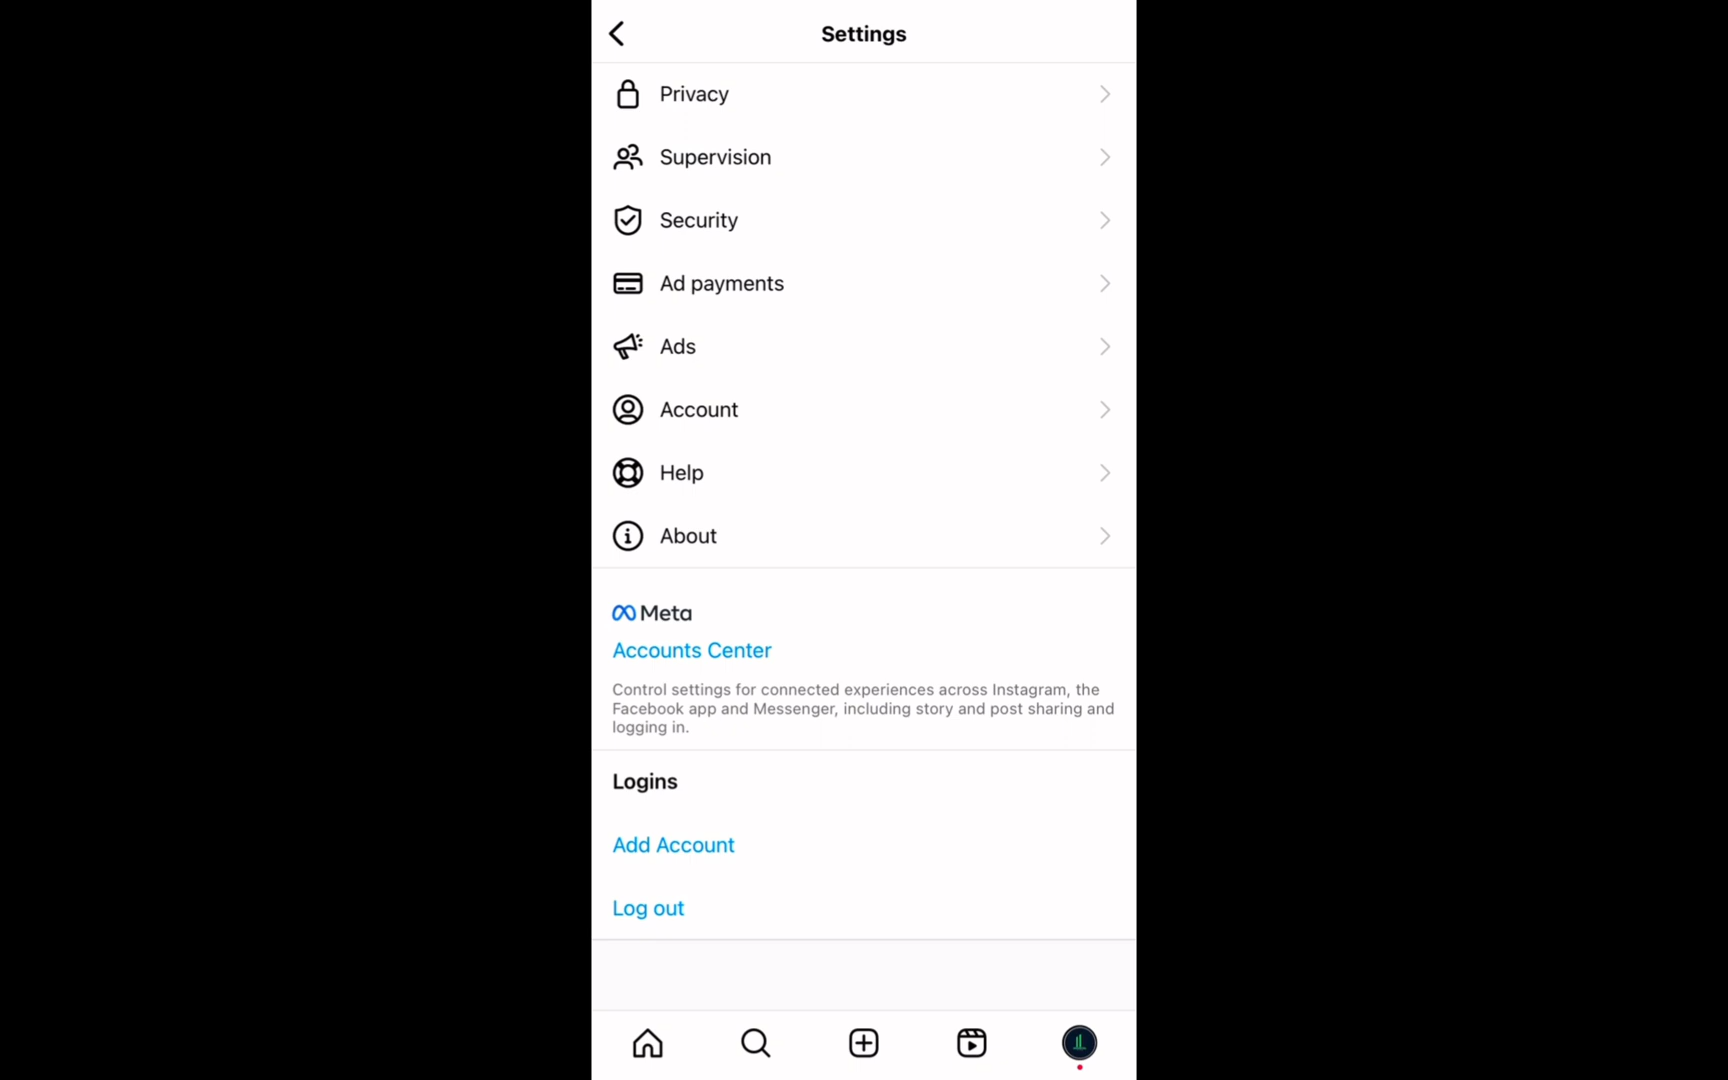 Settings
Privacy
Supervision
Security
Ad payments
Ads
Account
Help
About
Meta
Accounts Center
Control settings for connected experiences across Instagram, the
Facebook app and Messenger, including story and post sharing and
logging in.
Logins
Add Account
Log out